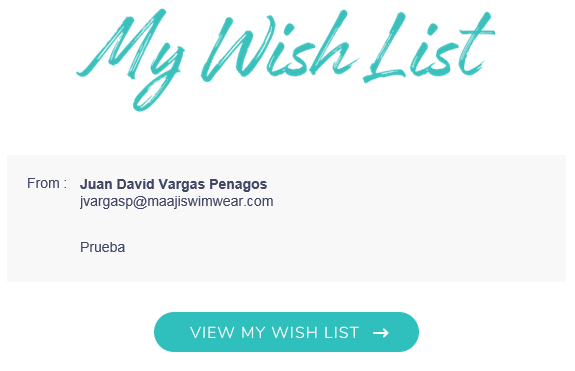 My Wish List
From : Juan David Vargas Penagos
jvargasp@maajiswimwear.com
Prueba
VIEW MY WISH LIST →